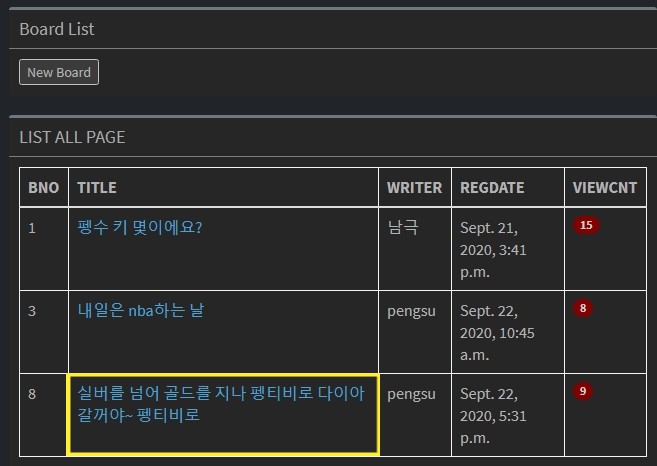 Board List
New Board
LIST ALL PAGE
BNO TITLE WRITER REGDATE VIEWCNT
1 펭수 키 몇이에요? 남극 Sept. 21, 15
2020, 3:41
p.m.
3 내일은 nba하는 날 pengsu Sept. 22, 8
2020, 10:45
a.m.
8 실버를 넘어 골드를 지나 펭티비로 다이아 pengsu Sept. 22, 9
갈꺼야~ 펭티비로 2020, 5:31
p.m.